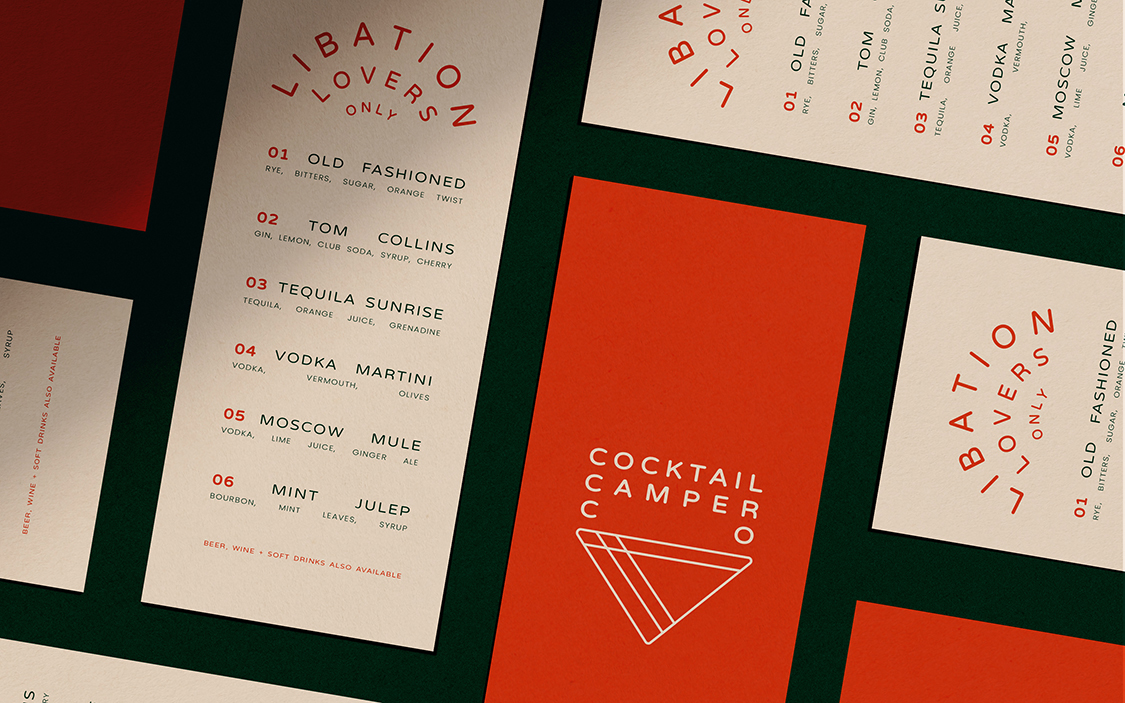 LIBATION
LOVERS
ONLY
01 OLD FASHIONED
RYE, BITTERS, SUGAR, ORANGE TWIST
02 TOM COLLINS
GIN, LEMON, CLUB SODA, SYRUP, CHERRY
03 TEQUILA SUNRISE
TEQUILA, ORANGE JUICE, GRENADINE
04 VODKA MARTINI
VODKA, VERMOUTH, OLIVES
05 MOSCOW MULE
VODKA, LIME JUICE, GINGER ALE
06 MINT JULEP
BOURBON, MINT LEAVES, SYRUP
BEER, WINE + SOFT DRINKS ALSO AVAILABLE
SYRUP
BEER, WINE + SOFT DRINKS ALSO AVAILABLE
LIBA
LOV
ONL
01 OLD FA
RYE, BITTERS, SUGAR,
02 TOM
GIN, LEMON, CLUB SODA,
03 TEQUILA S
TEQUILA, ORANGE JUICE,
04 VODKA MA
VODKA, VERMOUTH,
05 MOSCOW
VODKA, LIME JUICE, GINGE
06
COCKTAIL
CAMPER
C O
LIBATION
LOVERS
ONLY
01 OLD FASHIONED
RYE, BITTERS, SUGAR, ORANGE